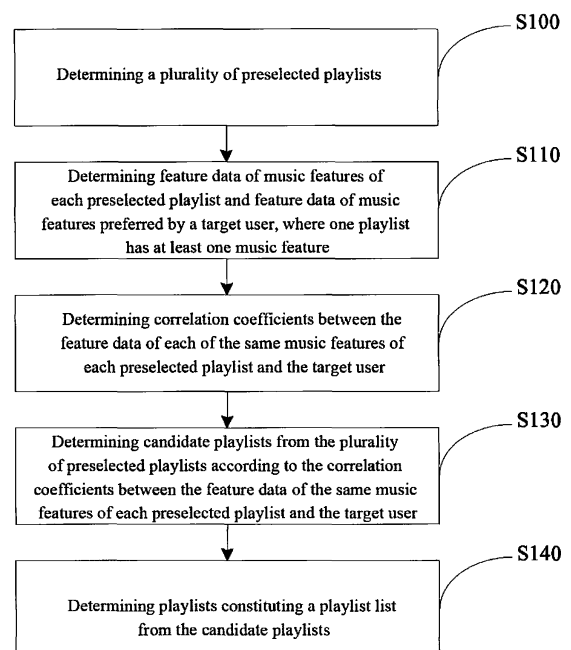 S100
Determining a plurality of preselected playlists
S110
Determining feature data of music features of
each preselected playlist and feature data of music
features preferred by a target user, where one playlist
has at least one music feature
S120
Determining correlation coefficients between the
feature data of each of the same music features of
each preselected playlist and the target user
S130
Determining candidate playlists from the plurality
of preselected playlists according to the correlation
coefficients between the feature data of the same music
features of each preselected playlist and the target user
S140
Determining playlists constituting a playlist list
from the candidate playlists